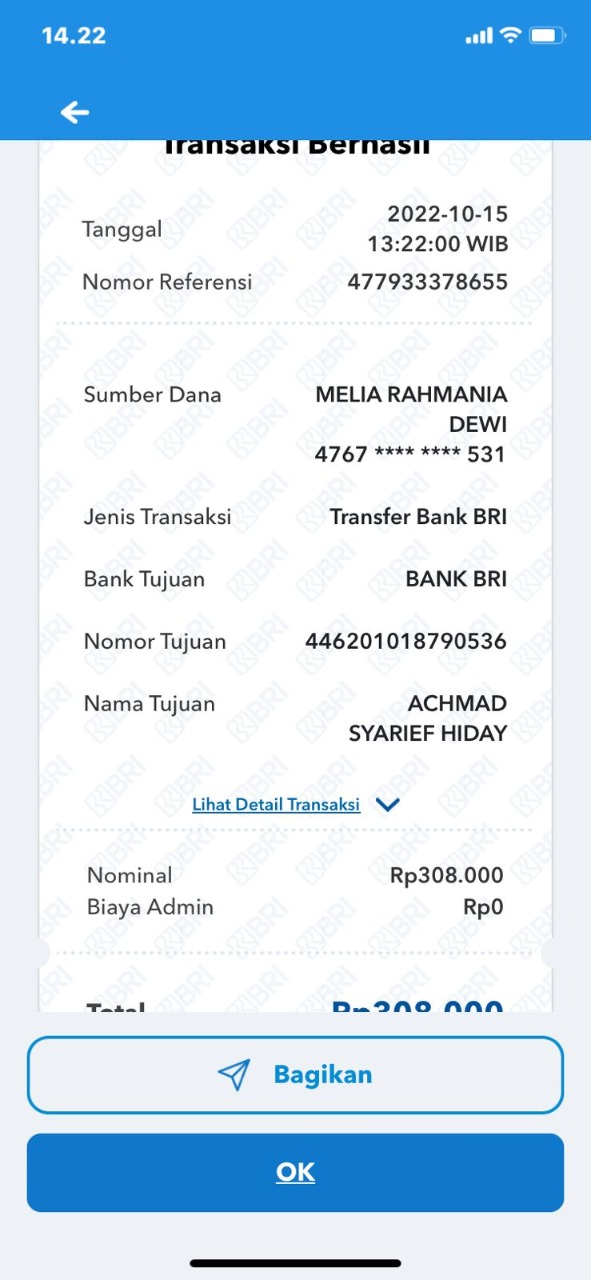 14.22
Transaksi Berhasil
Tanggal
2022-10-15
13:22:00 WIB
Nomor Referensi 477933378655
Sumber Dana
MELIA RAHMANIA
DEWI
4767 **** **** 531
Jenis Transaksi Transfer Bank BRI
Bank Tujuan BANK BRI
Nomor Tujuan 446201018790536
Nama Tujuan
ACHMAD
SYARIEF HIDAY
Lihat Detail Transaksi
Nominal Rp308.000
Biaya Admin Rp0
Total Rp308.000
Bagikan
OK